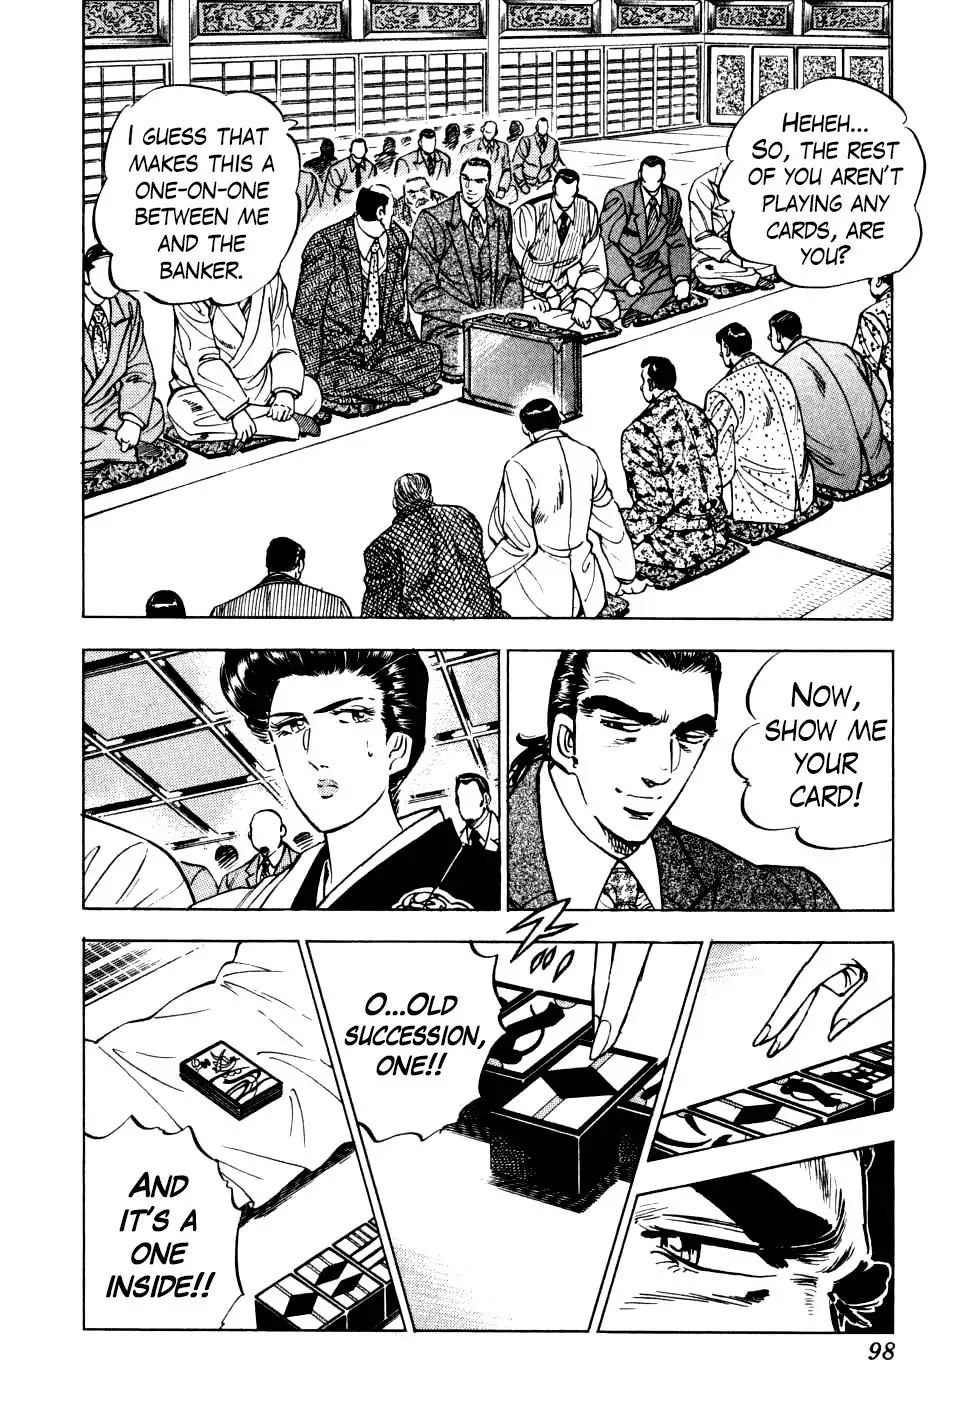 HEHEH...
SO, THE REST
OF YOU AREN'T
PLAYING ANY
CARDS, ARE
YOU?
I GUESS THAT
MAKES THIS A
ONE-ON-ONE
BETWEEN ME
AND THE
BANKER.
NOW,
SHOW ME
YOUR
CARD!
O...OLD
SUCCESSION,
ONE!!
AND
IT'S A
ONE
INSIDE!!
98